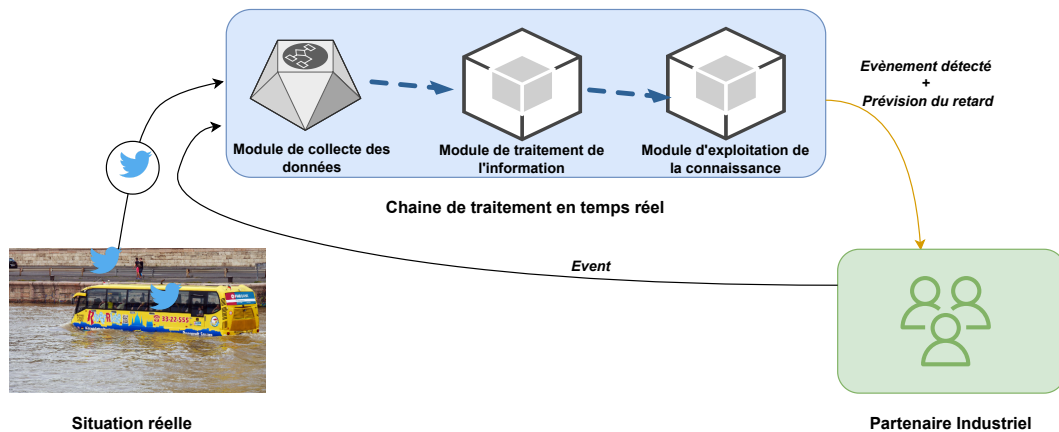 Evènement détecté
+
Prévision du retard
Module de collecte des
données
Module de traitement de
l'information
Module d'exploitation de
la connaissance
Chaine de traitement en temps réel
Event
33-22-555
Situation réelle
Partenaire Industriel